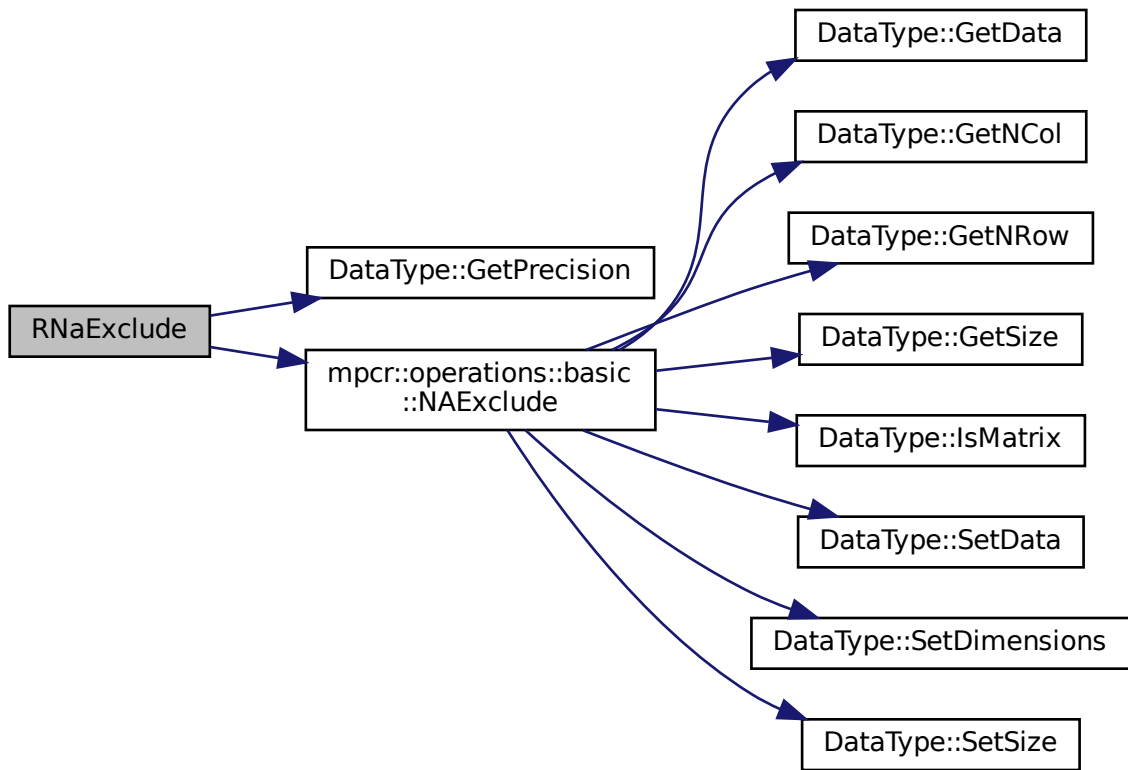 RNaExclude
DataType::GetPrecision
mpcr::operations::basic
::NAExclude
DataType::GetData
DataType::GetNCol
DataType::GetNRow
DataType::GetSize
DataType::IsMatrix
DataType::SetData
DataType::SetDimensions
DataType::SetSize